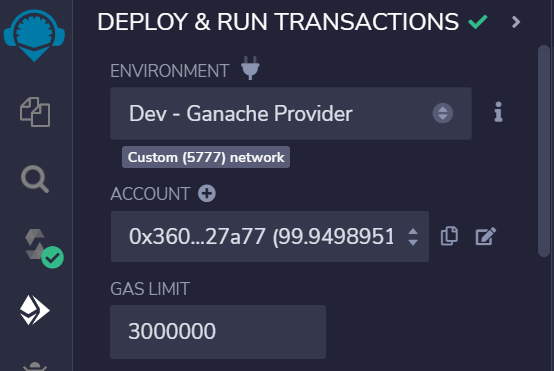 DEPLOY & RUN TRANSACTIONS
ENVIRONMENT
Dev - Ganache Provider
Custom (5777) network
ACCOUNT
0x360...27a77 (99.9498951
GAS LIMIT
3000000